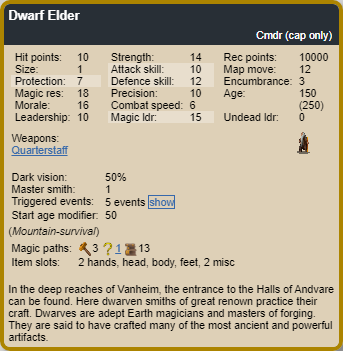 Dwarf Elder
Cmdr (cap only)
Hit points: 10 Strength: 14 Rec points: 10000
Size: 1 Attack skill: 10 Map move: 12
Protection: 7 Defence skill: 12 Encumbrance: 3
Magic res: 18 Precision: 10 Age: 150
Morale: 16 Combat speed: 6 (250)
Leadership: 10 Magic ldr: 15 Undead ldr: 0
Weapons:
Quarterstaff
Dark vision: 50%
Master smith: 1
Triggered events: 5 events show
Start age modifier: 50
(Mountain-survival)
Magic paths: 3 ? 1 13
Item slots: 2 hands, head, body, feet, 2 misc
In the deep reaches of Vanheim, the entrance to the Halls of Andvare
can be found. Here dwarven smiths of great renown practice their
craft. Dwarves are adept Earth magicians and masters of forging.
They are said to have crafted many of the most ancient and powerful
artifacts.